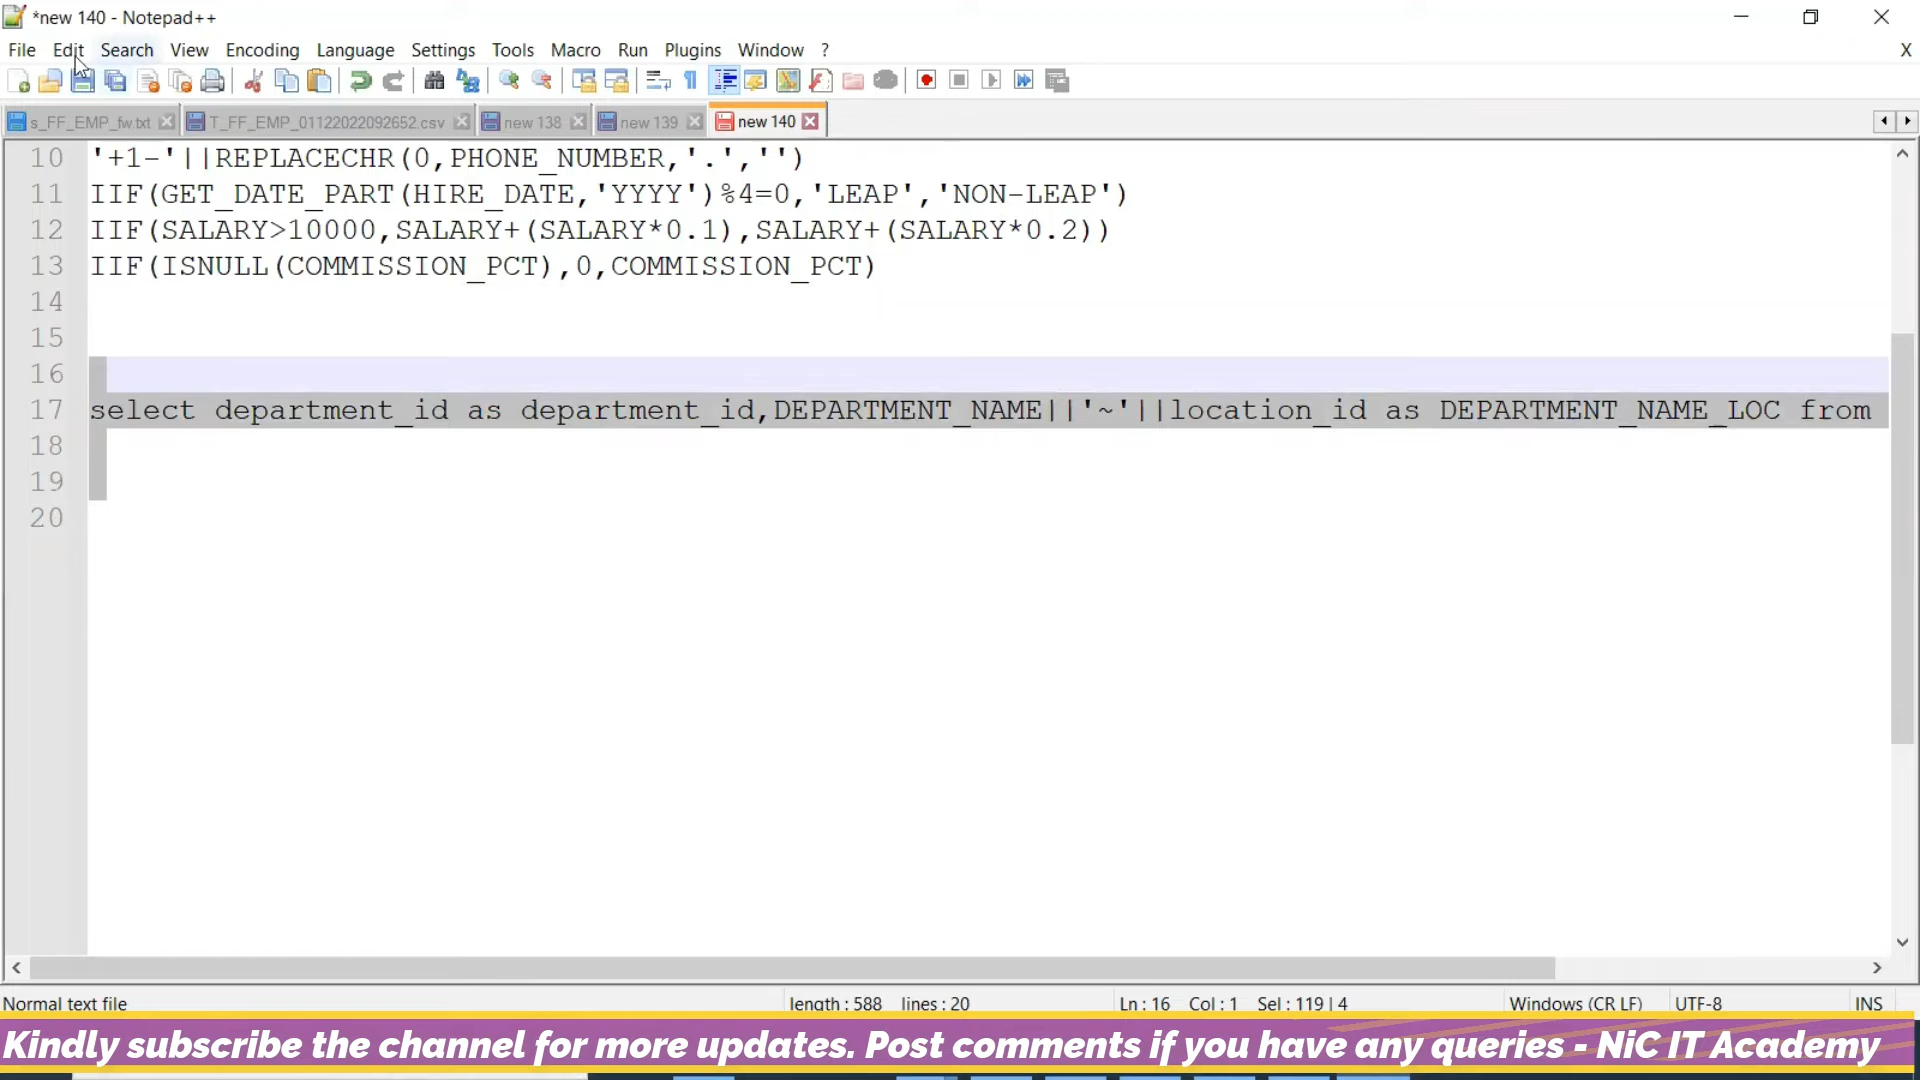 *new 140 - Notepad++
File Edit Search View Encoding Language Settings Tools Macro Run Plugins Window ? X
s_FF_EMP_fw.txt T_FF_EMP_01122022092652.csv new 138 new 139 new 140
10 '+1-'||REPLACECHR(0,PHONE_NUMBER,'.','')
11 IIF(GET_DATE_PART(HIRE_DATE,'YYYY')%4=0,'LEAP','NON-LEAP')
12 IIF(SALARY>10000,SALARY+(SALARY*0.1),SALARY+(SALARY*0.2))
13 IIF(ISNULL(COMMISSION_PCT),0,COMMISSION_PCT)
14
15
16
17 select department_id as department_id,DEPARTMENT_NAME||'~'||location_id as DEPARTMENT_NAME_LOC from
18
19
20
Normal text file length : 588 lines : 20 Ln : 16 Col : 1 Sel : 119 | 4 Windows (CR LF) UTF-8 INS
Kindly subscribe the channel for more updates. Post comments if you have any queries - NiC IT Academy